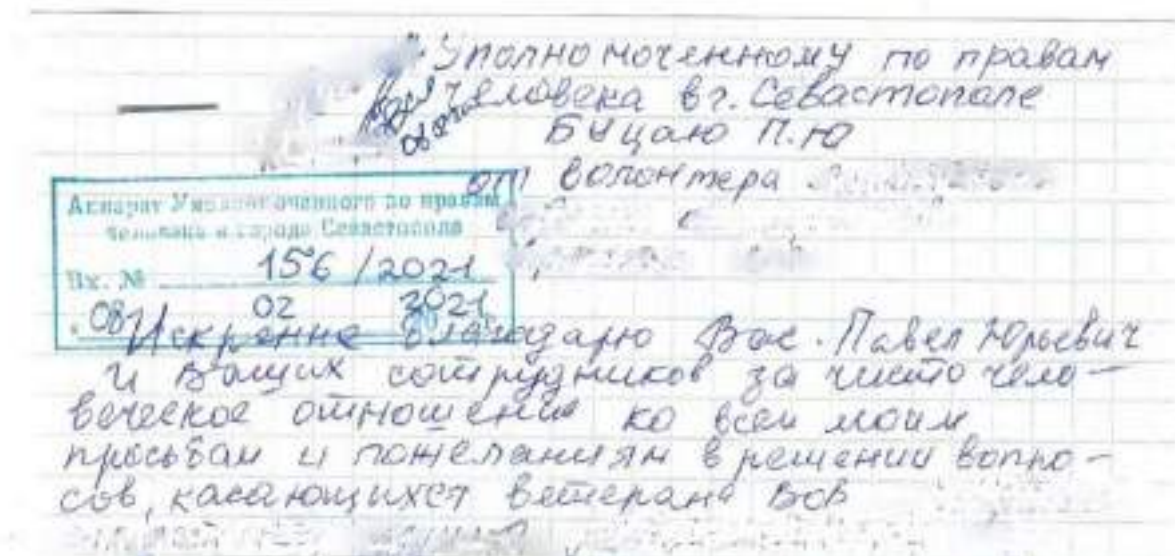 Уполномоченному по правам
человека в г. Севастополе
Буцаю П.Ю
от волонтера
Аппарат Уполномоченного по правам
человека в городе Севастополе
Вх. № 156/2021
08 02 2021
Искренне благодарю Вас. Павел Юрьевич
и Ваших сотрудников за чисто чело-
веческое отношение ко всем моим
просьбам и пожеланиям в решении вопро-
сов, касающихся ветерана ВОВ